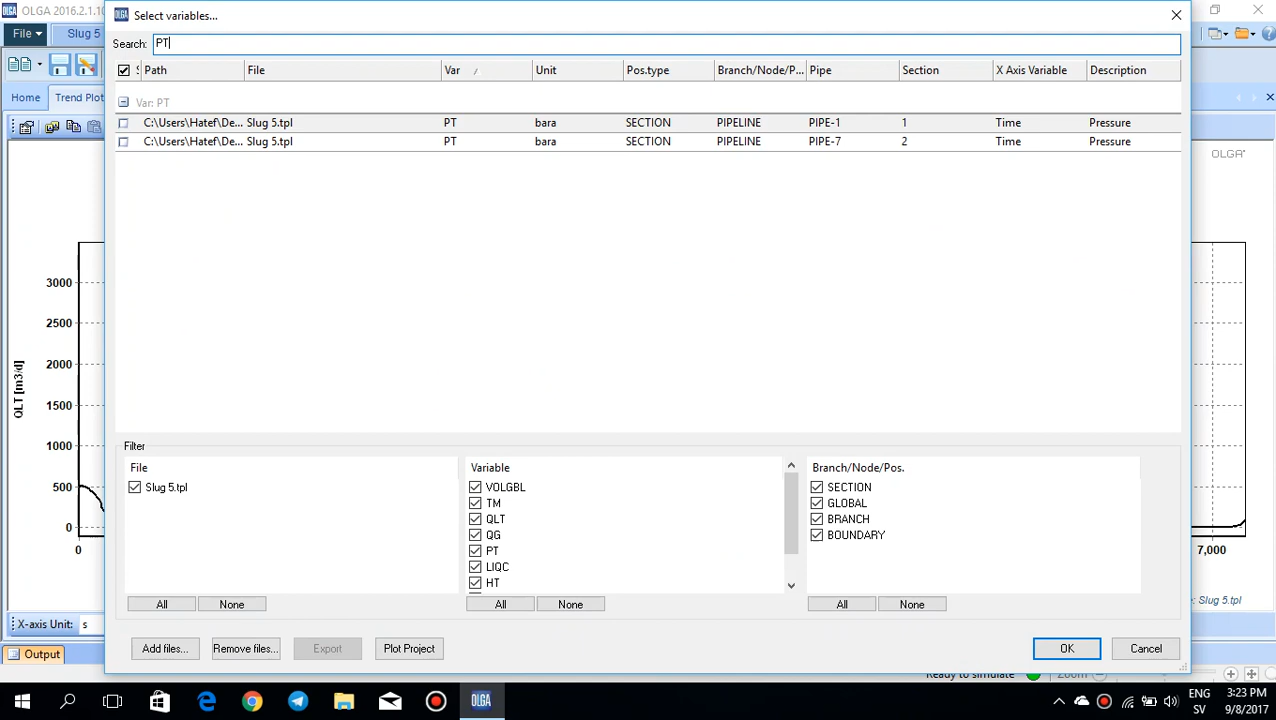 OLGA 2016.2.1.10
OLGA Select variables...
File Slug 5
Search: PT
Home Trend Plot
Path File Var Unit Pos.type Branch/Node/P... Pipe Section X Axis Variable Description
Var: PT
C:\Users\Hatef\De... Slug 5.tpl PT bara SECTION PIPELINE PIPE-1 1 Time Pressure
C:\Users\Hatef\De... Slug 5.tpl PT bara SECTION PIPELINE PIPE-7 2 Time Pressure
OLGA
3000
2500
2000
1500
1000
500
0
QLT [m3/d]
0
7,000
Filter
File Variable Branch/Node/Pos.
Slug 5.tpl VOLGBL SECTION
TM GLOBAL
QLT BRANCH
QG BOUNDARY
PT
LIQC
HT
All None All None All None
: Slug 5.tpl
X-axis Unit: s
Add files... Remove files... Export Plot Project OK Cancel
Output
Ready to simulate Zoom
OLGA
ENG 3:23 PM
SV 9/8/2017